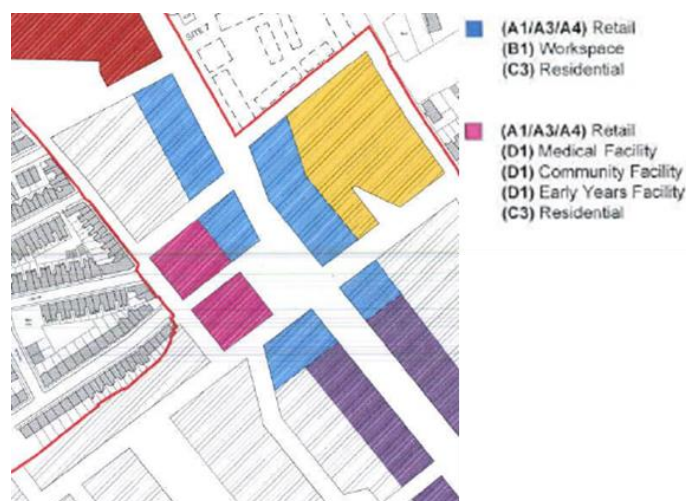 SITE 7
(A1/A3/A4) Retail
(B1) Workspace
(C3) Residential
(A1/A3/A4) Retail
(D1) Medical Facility
(D1) Community Facility
(D1) Early Years Facility
(C3) Residential